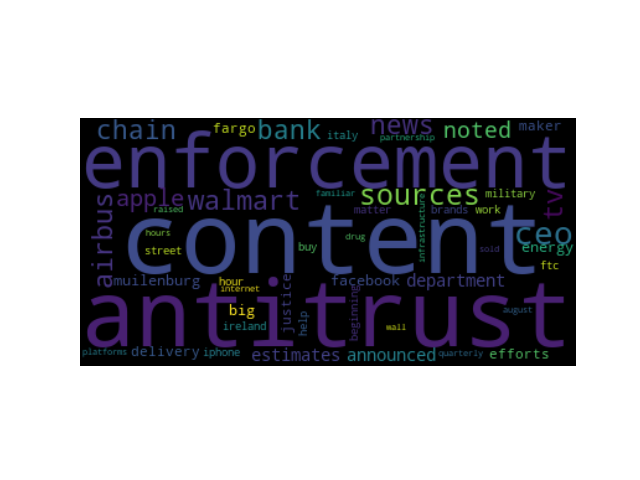 chain fargo bank italy news partnership noted maker
enforcement
airbus apple walmart familiar sources military tv
raised matter infrastructure brands work
content
hours street buy drug sold ceo energy ftc
muilenburg hour internet justice facebook department
antitrust
big ireland help beginning wall august
platforms delivery iphone estimates announced quarterly efforts